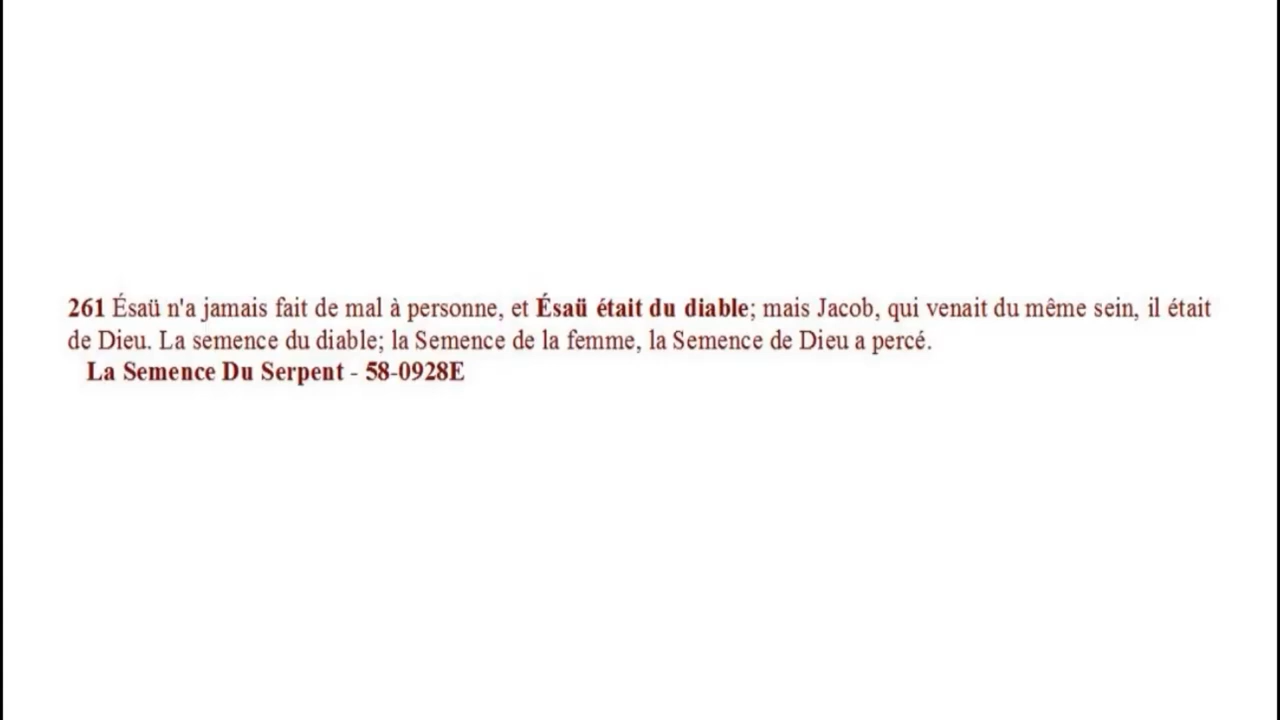 261 Ésaü n'a jamais fait de mal à personne, et Ésaü était du diable; mais Jacob, qui venait du même sein, il était
de Dieu. La semence du diable; la Semence de la femme, la Semence de Dieu a percé.
La Semence Du Serpent - 58-0928E